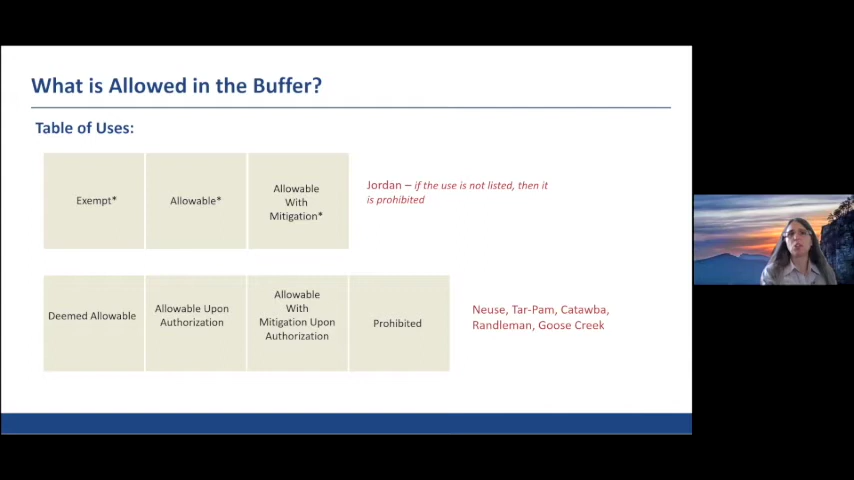 What is Allowed in the Buffer?
Table of Uses:
Exempt*
Allowable*
Allowable
With
Mitigation*
Jordan – if the use is not listed, then it
is prohibited
Deemed Allowable
Allowable Upon
Authorization
Allowable
With
Mitigation Upon
Authorization
Prohibited
Neuse, Tar-Pam, Catawba,
Randleman, Goose Creek